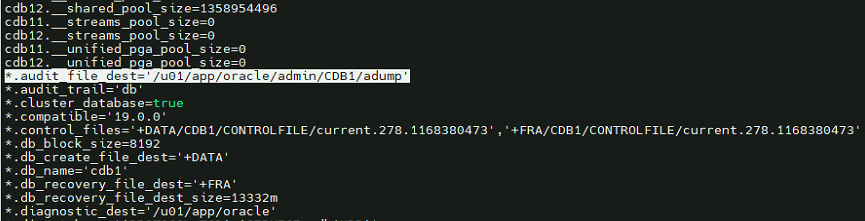 cdb12.__shared_pool_size=1358954496
cdb11.__streams_pool_size=0
cdb12.__streams_pool_size=0
cdb11.__unified_pga_pool_size=0
cdb12.__unified_pga_pool_size=0
*.audit_file_dest='/u01/app/oracle/admin/CDB1/adump'
*.audit_trail='db'
*.cluster_database=true
*.compatible='19.0.0'
*.control_files='+DATA/CDB1/CONTROLFILE/current.278.1168380473','+FRA/CDB1/CONTROLFILE/current.278.1168380473'
*.db_block_size=8192
*.db_create_file_dest='+DATA'
*.db_name='cdb1'
*.db_recovery_file_dest='+FRA'
*.db_recovery_file_dest_size=13332m
*.diagnostic_dest='/u01/app/oracle'